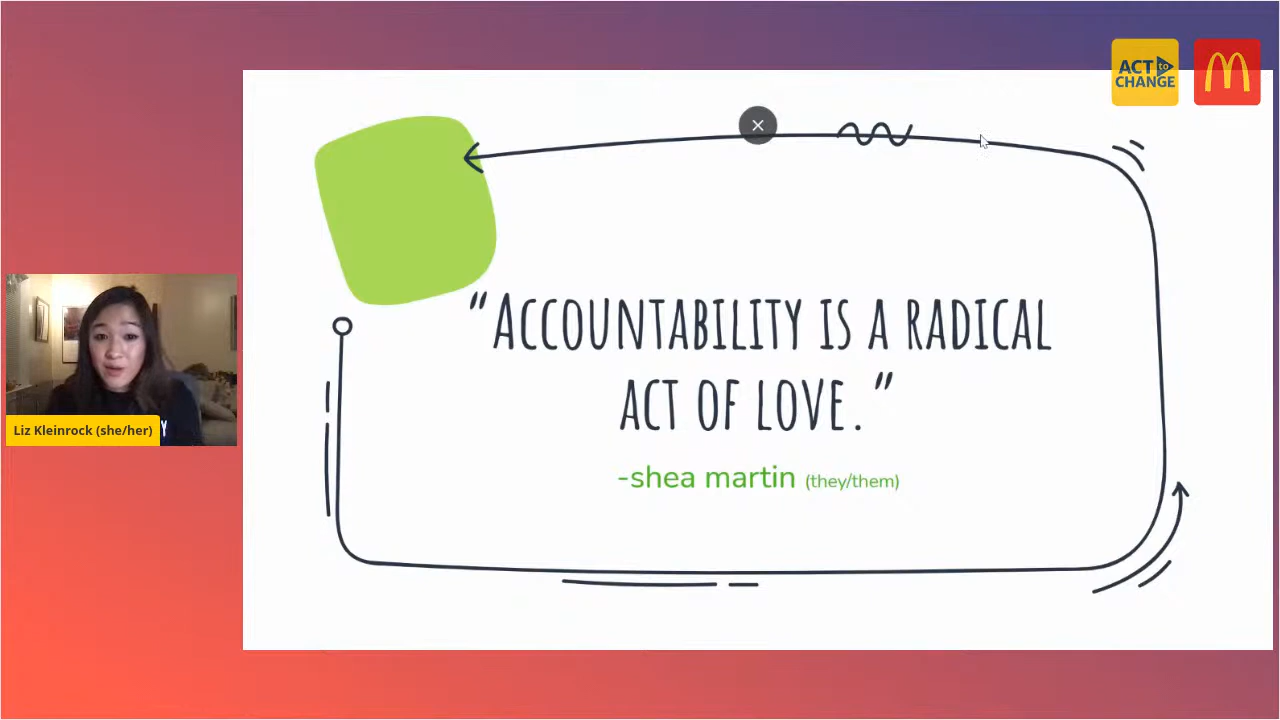 ACT to
CHANGE
“ACCOUNTABILITY IS A RADICAL
ACT OF LOVE.”
-shea martin (they/them)
Liz Kleinrock (she/her)
Y